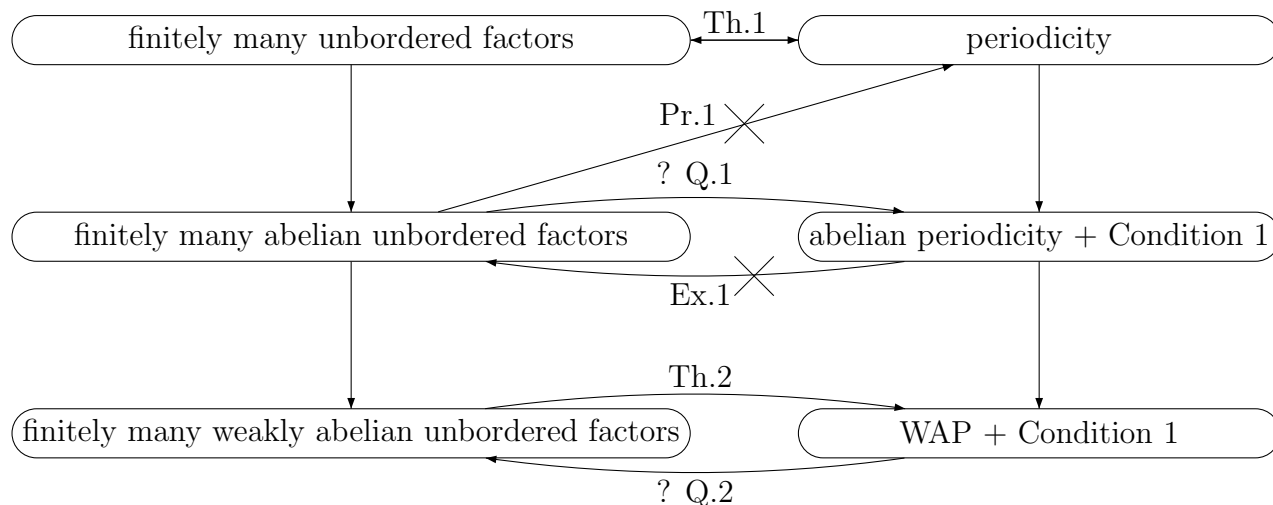 finitely many unbordered factors
Th.1
periodicity
Pr.1
? Q.1
finitely many abelian unbordered factors
abelian periodicity + Condition 1
Ex.1
Th.2
finitely many weakly abelian unbordered factors
WAP + Condition 1
? Q.2